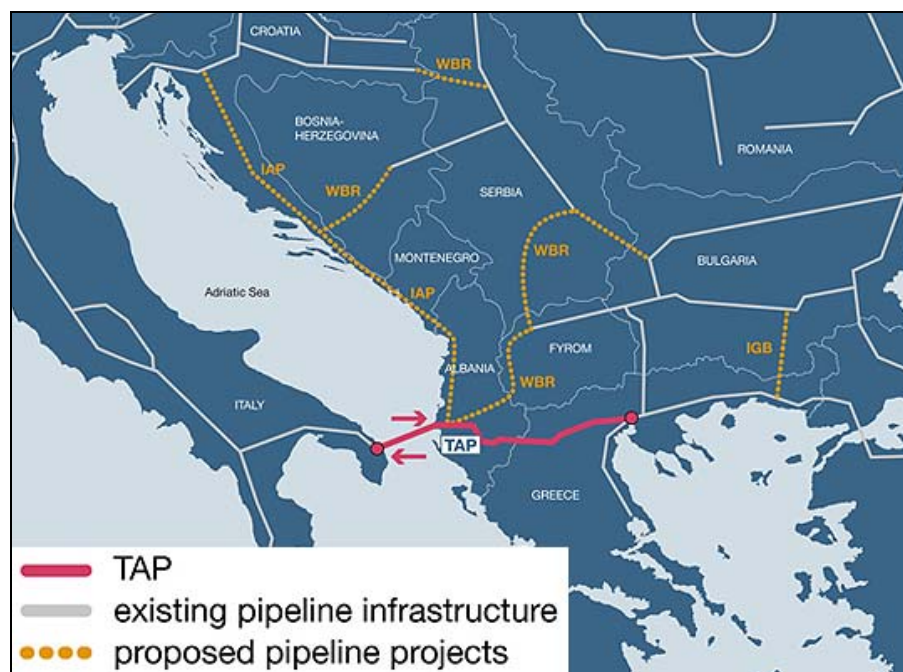 CROATIA
WBR
BOSNIA-
HERZEGOVINA
ROMANIA
IAP
WBR
SERBIA
WBR
MONTENEGRO
BULGARIA
Adriatic Sea
IAP
FYROM
IGB
ALBANIA
WBR
ITALY
TAP
GREECE
TAP
existing pipeline infrastructure
proposed pipeline projects